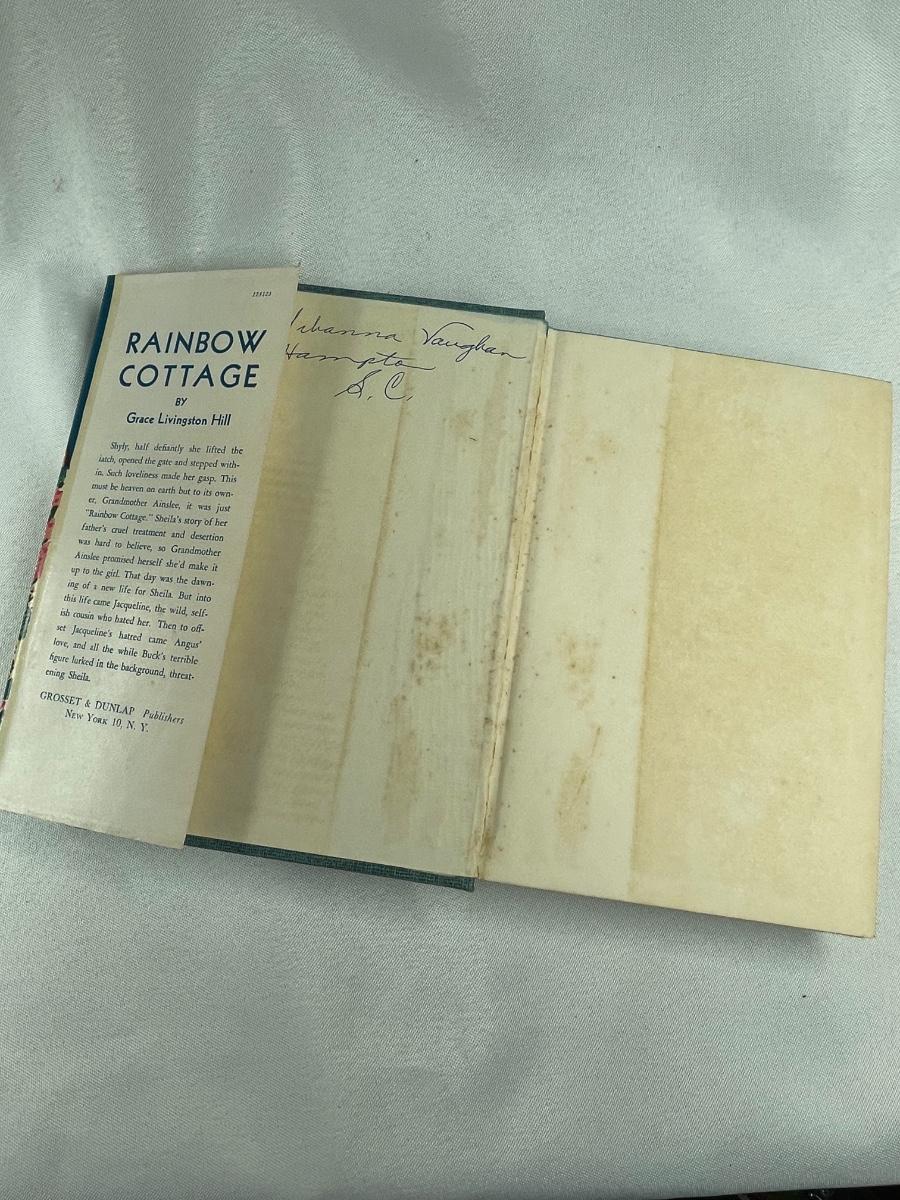 115123
RAINBOW
COTTAGE
BY
Grace Livingston Hill
Shyly, half defiantly she lifted the
latch, opened the gate and stepped with-
in. Such loveliness made her gasp. This
must be heaven on earth but to its own-
er, Grandmother Ainslee, it was just
"Rainbow Cottage." Sheila's story of her
father's cruel treatment and desertion
was hard to believe, so Grandmother
Ainslee promised herself she'd make it
up to the girl. That day was the dawn-
ing of a new life for Sheila. But into
this life came Jacqueline, the wild, self-
ish cousin who hated her. Then to off-
set Jacqueline's hatred came Angus'
love, and all the while Buck's terrible
figure lurked in the background, threat-
ening Sheila.
GROSSET & DUNLAP Publishers
NEW YORK 10, N. Y.
Vaughan
Hampton
S. C.